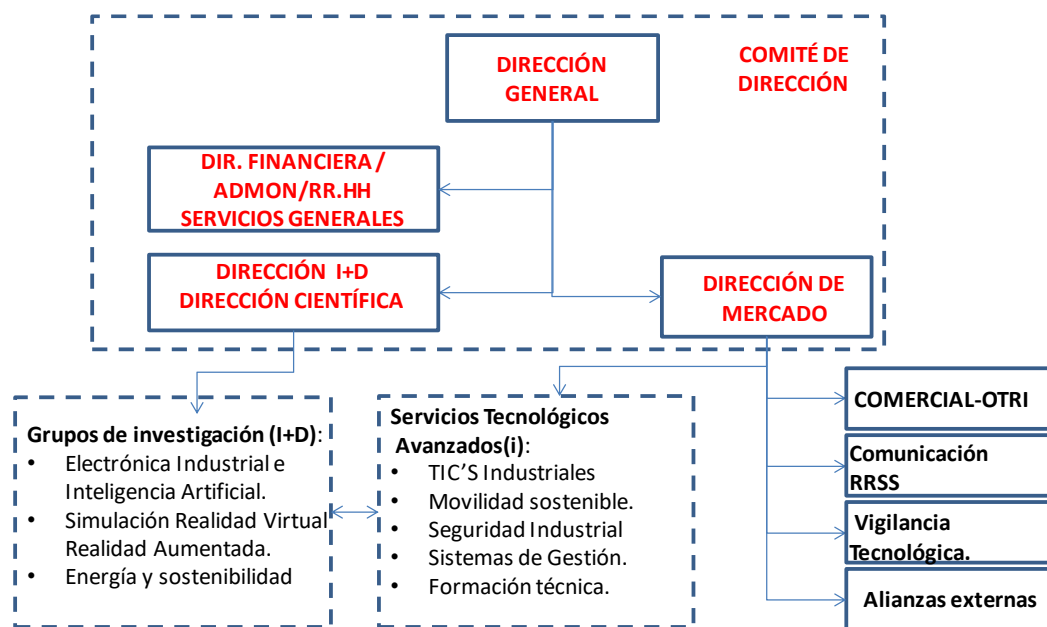 COMITÉ DE
DIRECCIÓN
DIRECCIÓN
GENERAL
DIR. FINANCIERA /
ADMON/RR.HH
SERVICIOS GENERALES
DIRECCIÓN I+D
DIRECCIÓN CIENTÍFICA
DIRECCIÓN DE
MERCADO
Grupos de investigación (I+D):
• Electrónica Industrial e
Inteligencia Artificial.
• Simulación Realidad Virtual
Realidad Aumentada.
• Energía y sostenibilidad
Servicios Tecnológicos
Avanzados(i):
• TIC’S Industriales
• Movilidad sostenible.
• Seguridad Industrial
• Sistemas de Gestión.
• Formación técnica.
COMERCIAL-OTRI
Comunicación
RRSS
Vigilancia
Tecnológica.
Alianzas externas